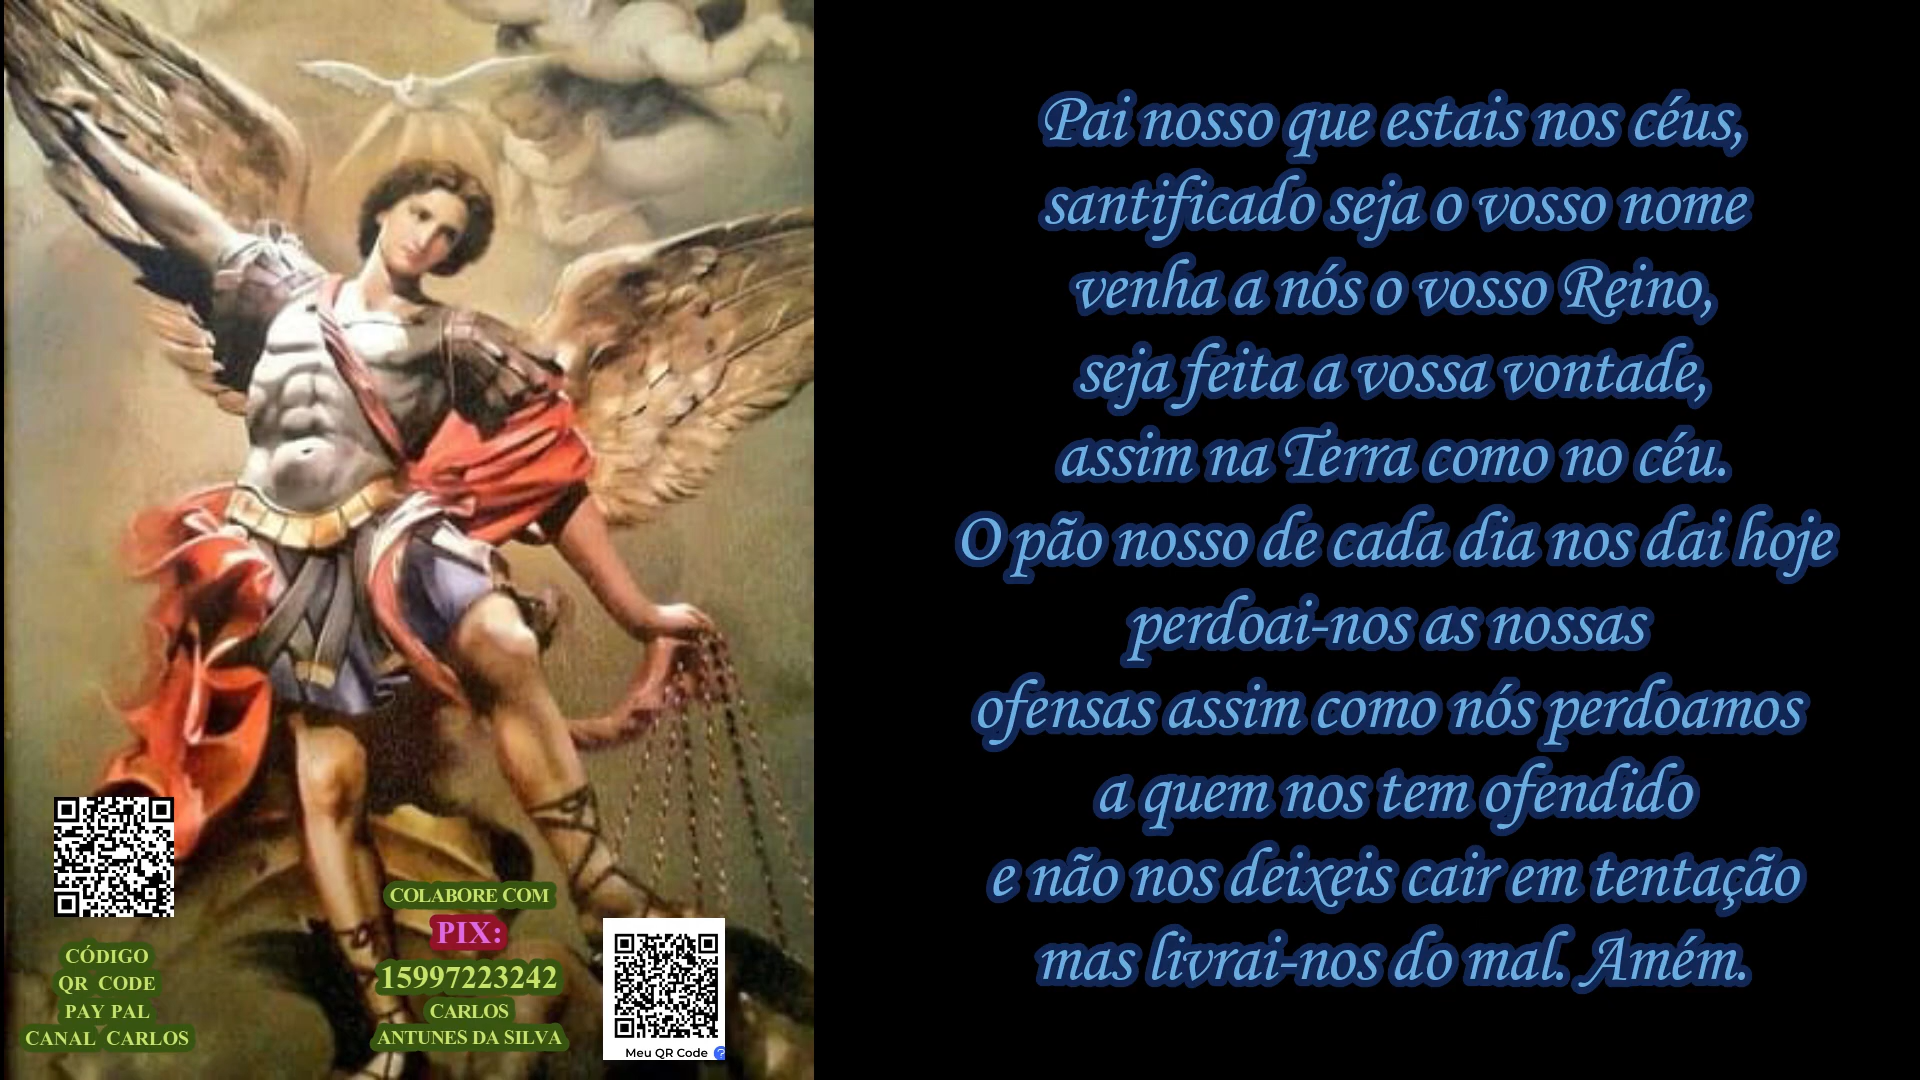 Pai nosso que estais nos céus,
santificado seja o vosso nome
venha a nós o vosso Reino,
seja feita a vossa vontade,
assim na Terra como no céu.
O pão nosso de cada dia nos dai hoje
perdoai-nos as nossas
ofensas assim como nós perdoamos
a quem nos tem ofendido
e não nos deixeis cair em tentação
mas livrai-nos do mal. Amém.
CÓDIGO
QR CODE
PAY PAL
CANAL CARLOS
COLABORE COM
PIX:
15997223242
CARLOS
ANTUNES DA SILVA
Meu QR Code ?